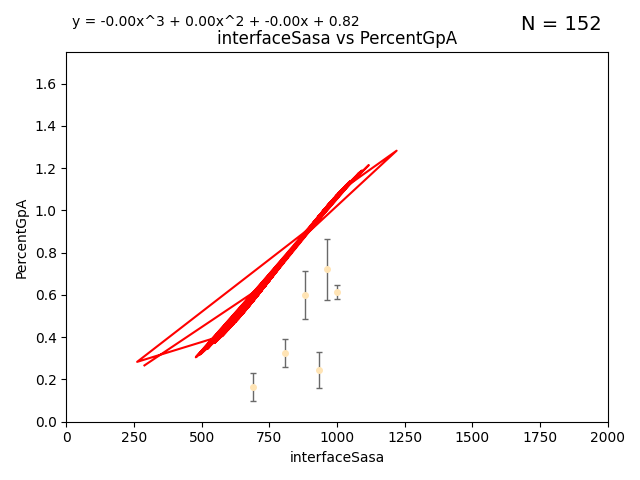 y = -0.00x^3 + 0.00x^2 + -0.00x + 0.82
N = 152
interfaceSasa vs PercentGpA
PercentGpA
1.6
1.4
1.2
1.0
0.8
0.6
0.4
0.2
0.0
0 250 500 750 1000 1250 1500 1750 2000
interfaceSasa